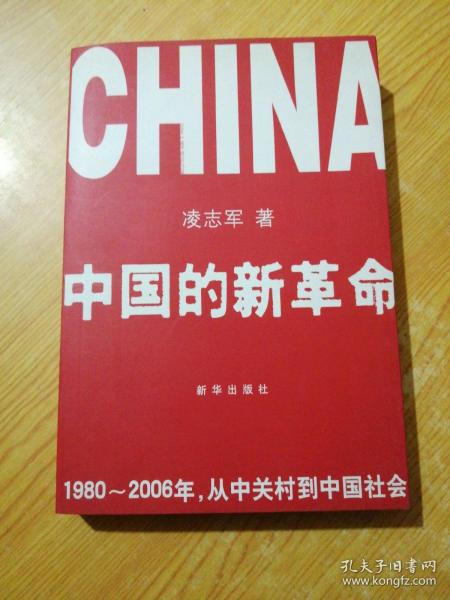 CHINA
凌志军 著
中国的新革命
新华出版社
1980～2006年，从中关村到中国社会
孔夫子旧书网
www.kongfz.com